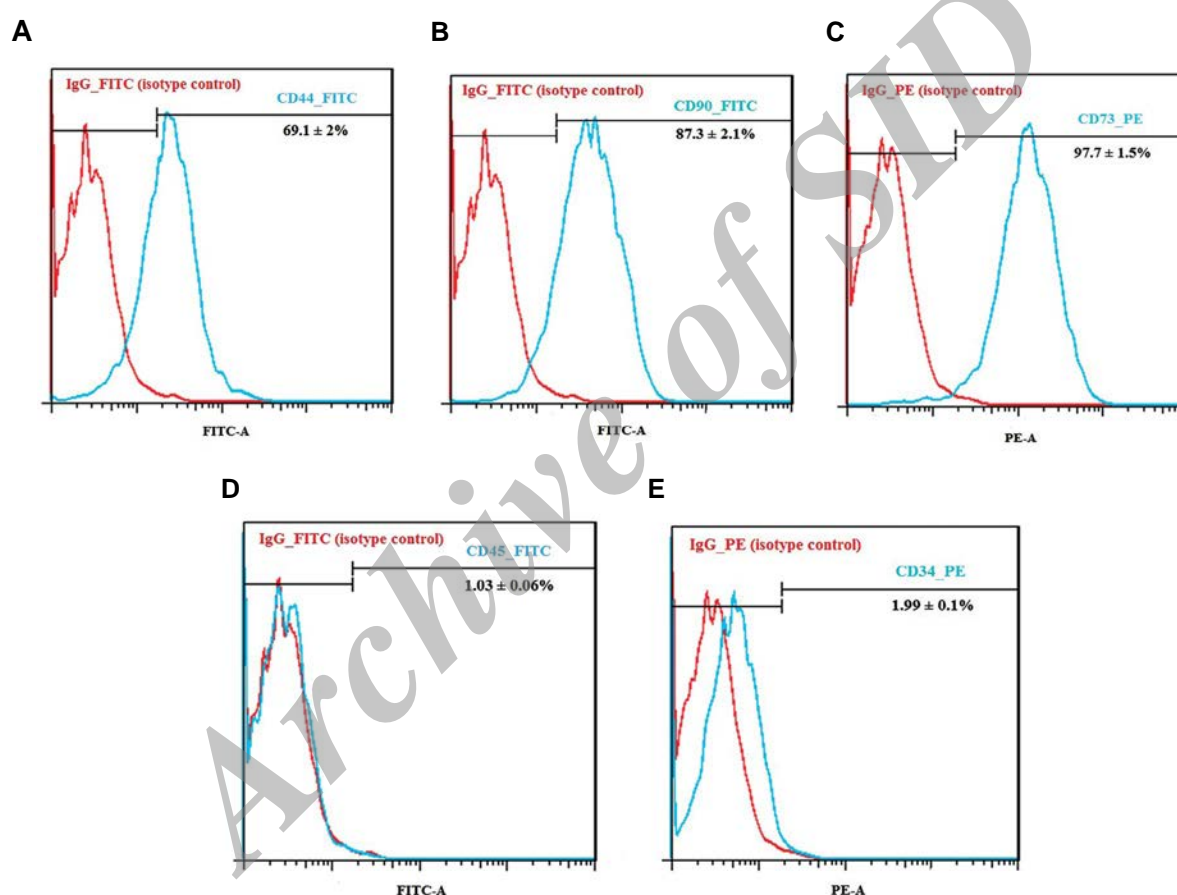 A
IgG_FITC (isotype control)
CD44_FITC
69.1 ± 2%
FITC-A
B
IgG_FITC (isotype control)
CD90_FITC
87.3 ± 2.1%
FITC-A
C
IgG_PE (isotype control)
CD73_PE
97.7 ± 1.5%
PE-A
D
IgG_FITC (isotype control)
CD45_FITC
1.03 ± 0.06%
FITC-A
E
IgG_PE (isotype control)
CD34_PE
1.99 ± 0.1%
PE-A
Archive of SID